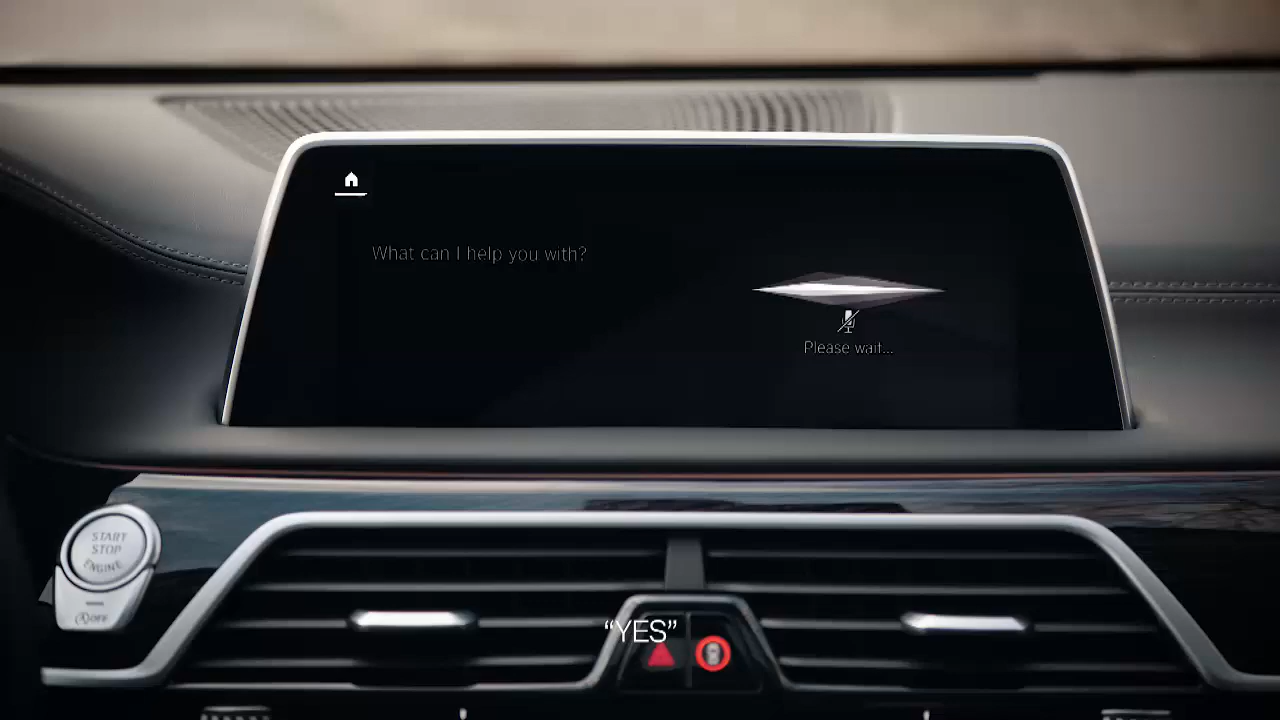 What can I help you with?
Please wait...
START
STOP
ENGINE
OFF
“YES”